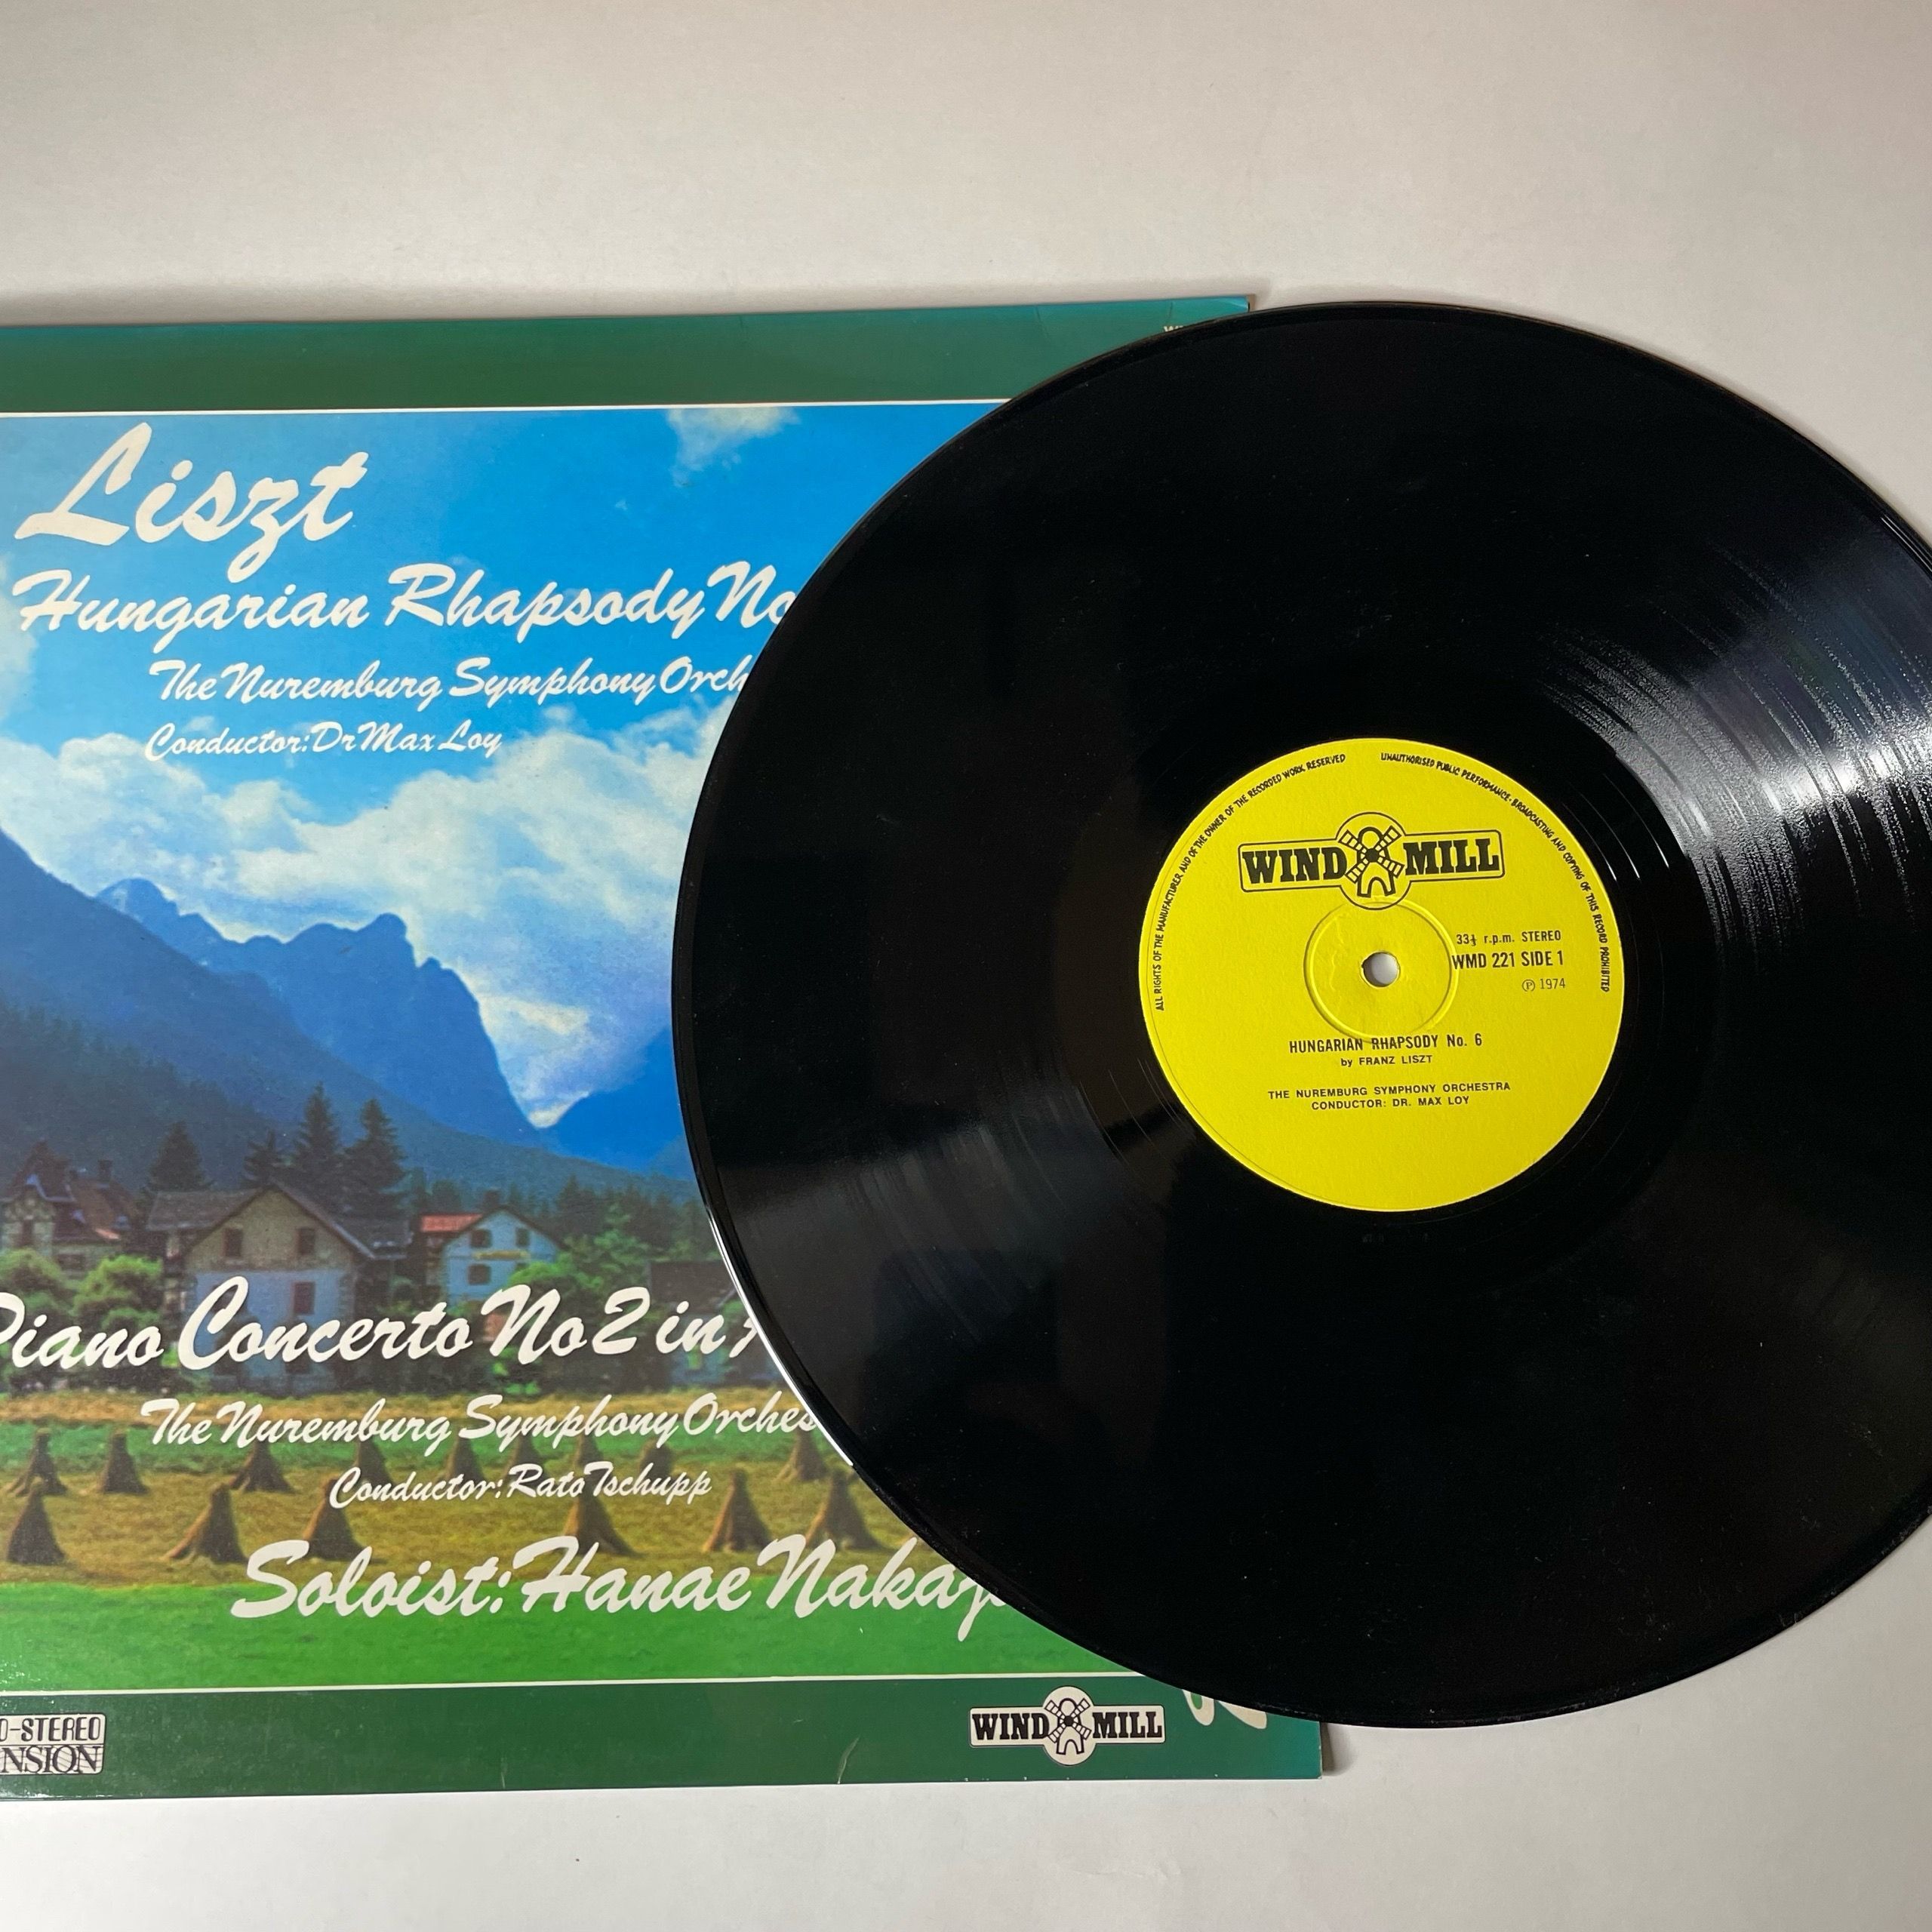 Liszt
Hungarian Rhapsody No
The Nuremburg Symphony Orch
Conductor: Dr Max Loy
Piano Concerto No 2 in
The Nuremburg Symphony Orches
Conductor: Rato Tschupp
Soloist: Hanae Nakaj
O-STEREO
NSION
WIND MILL
ALL RIGHTS OF THE MANUFACTURER AND OF THE OWNER OF THE RECORDED WORK RESERVED
UNAUTHORISED PUBLIC PERFORMANCE · BROADCASTING AND COPYING OF THIS RECORD PROHIBITED
WIND MILL
33⅓ r.p.m. STEREO
WMD 221 SIDE 1
Ⓟ 1974
HUNGARIAN RHAPSODY No. 6
by FRANZ LISZT
THE NUREMBURG SYMPHONY ORCHESTRA
CONDUCTOR: DR. MAX LOY